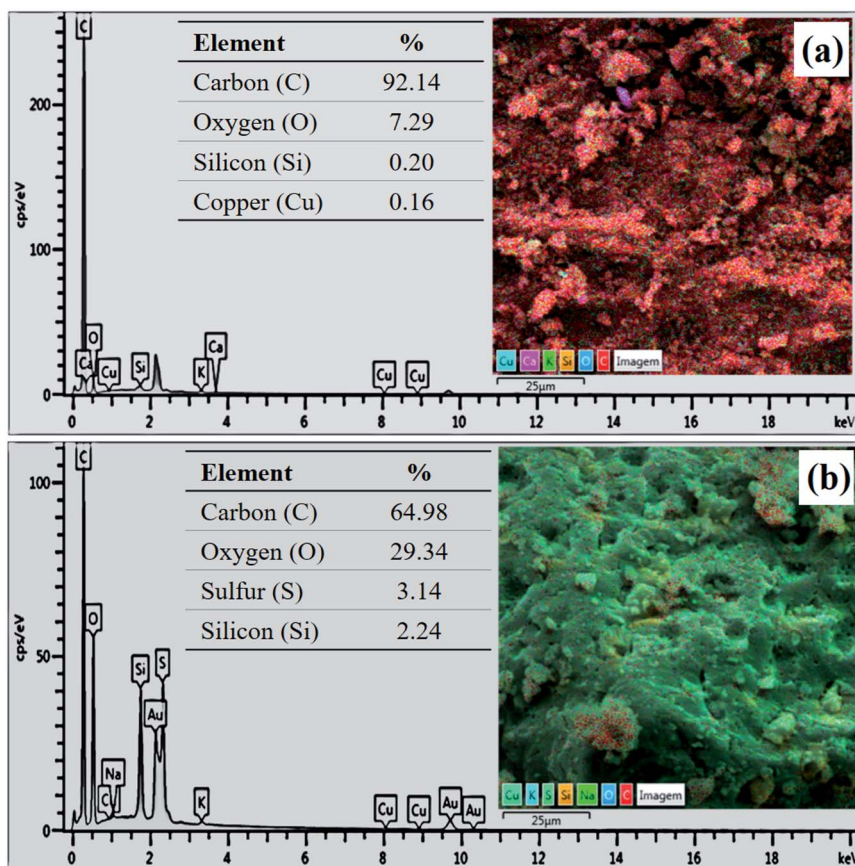 (a)
Element %
Carbon (C) 92.14
Oxygen (O) 7.29
Silicon (Si) 0.20
Copper (Cu) 0.16
cps/eV
200
100
0
C
O
Ca
Cu
Si
K
Ca
Cu
Cu
0 2 4 6 8 10 12 14 16 18 keV
Cu Ca K Si O C Imagem
25μm
(b)
Element %
Carbon (C) 64.98
Oxygen (O) 29.34
Sulfur (S) 3.14
Silicon (Si) 2.24
cps/eV
100
50
0
C
O
Na
Si
S
Au
K
Cu
Cu
Au
Au
0 2 4 6 8 10 12 14 16 18 keV
Cu K S Si Na O C Imagem
25μm